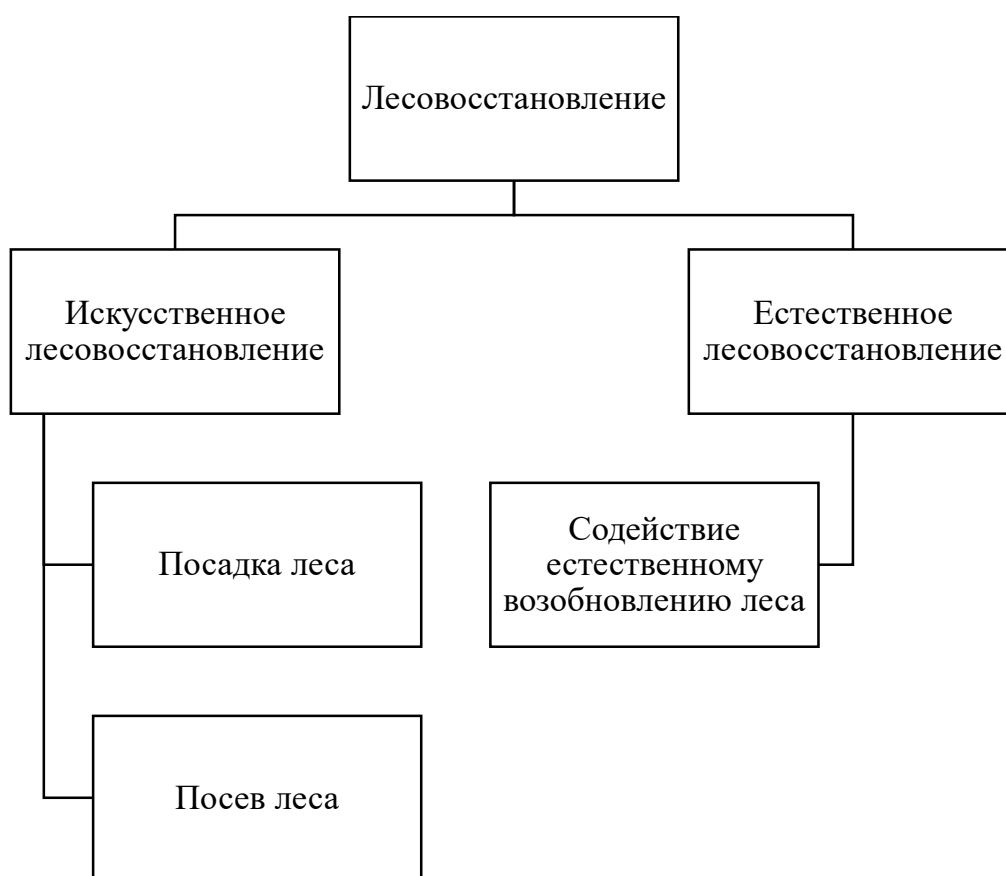 Лесовосстановление
Искусственное
лесовосстановление
Естественное
лесовосстановление
Посадка леса
Содействие
естественному
возобновлению леса
Посев леса